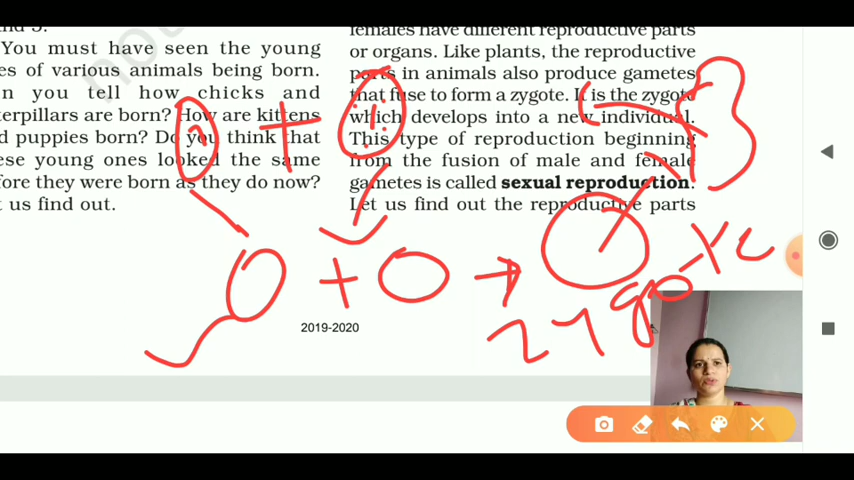 You must have seen the young
es of various animals being born.
n you tell how chicks and
terpillars are born? How are kittens
d puppies born? Do you think that
ese young ones looked the same
fore they were born as they do now?
t us find out.
females have different reproductive parts
or organs. Like plants, the reproductive
parts in animals also produce gametes
that fuse to form a zygote. It is the zygote
which develops into a new individual.
This type of reproduction beginning
from the fusion of male and female
gametes is called sexual reproduction.
Let us find out the reproductive parts
+
+
zygote
2019-2020